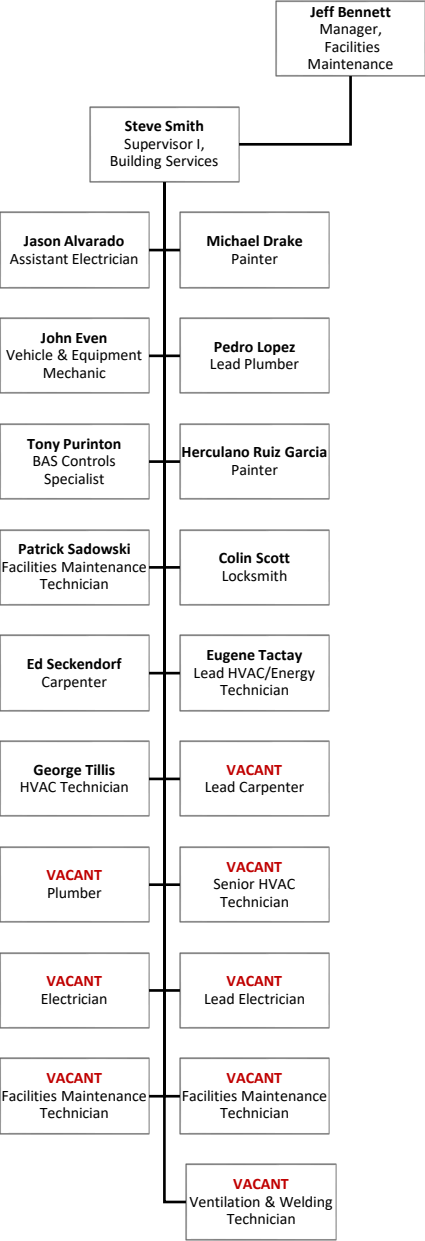 Jeff Bennett
Manager,
Facilities
Maintenance
Steve Smith
Supervisor I,
Building Services
Jason Alvarado
Assistant Electrician
Michael Drake
Painter
John Even
Vehicle & Equipment
Mechanic
Pedro Lopez
Lead Plumber
Tony Purinton
BAS Controls
Specialist
Herculano Ruiz Garcia
Painter
Patrick Sadowski
Facilities Maintenance
Technician
Colin Scott
Locksmith
Ed Seckendorf
Carpenter
Eugene Tactay
Lead HVAC/Energy
Technician
George Tillis
HVAC Technician
VACANT
Lead Carpenter
VACANT
Plumber
VACANT
Senior HVAC
Technician
VACANT
Electrician
VACANT
Lead Electrician
VACANT
Facilities Maintenance
Technician
VACANT
Facilities Maintenance
Technician
VACANT
Ventilation & Welding
Technician